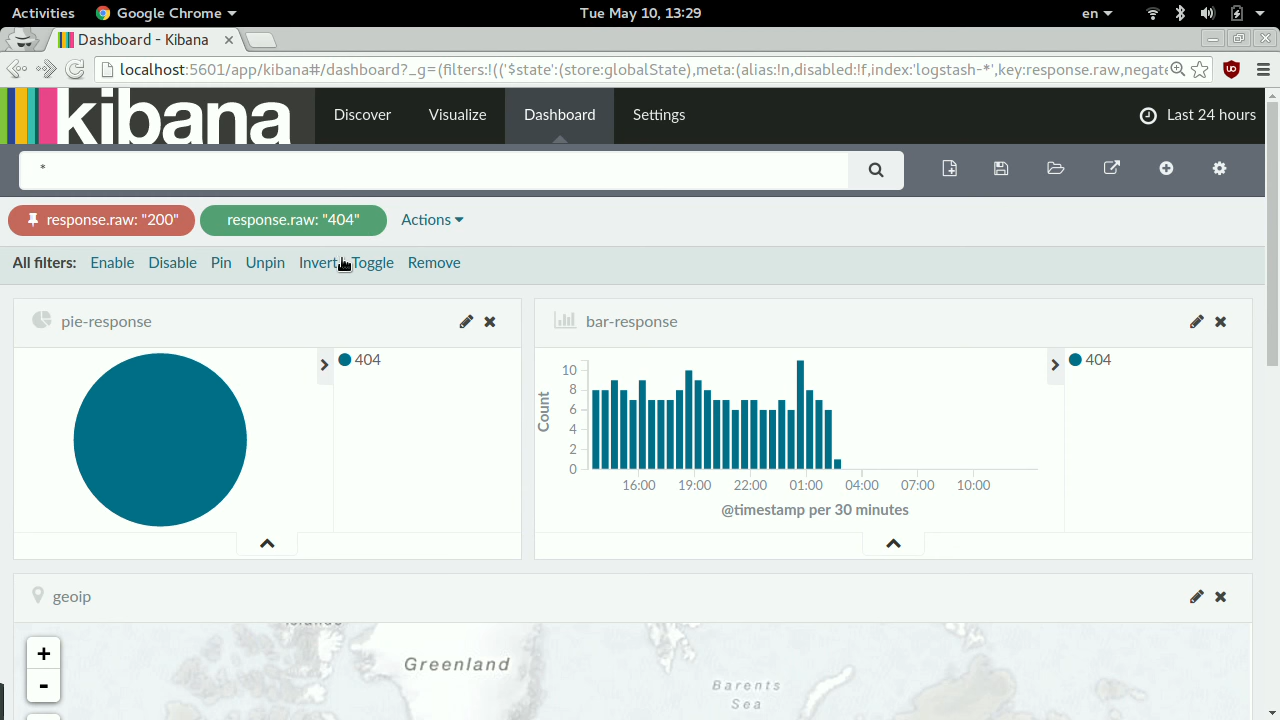 Activities Google Chrome Tue May 10, 13:29 en
Dashboard - Kibana
localhost:5601/app/kibana#/dashboard?_g=(filters:!(('$state':(store:globalState),meta:(alias:!n,disabled:!f,index:'logstash-*',key:response.raw,negate
kibana Discover Visualize Dashboard Settings Last 24 hours
*
response.raw: "200" response.raw: "404" Actions
All filters: Enable Disable Pin Unpin Invert Toggle Remove
pie-response
404
bar-response
404
Count
10
8
6
4
2
0
16:00 19:00 22:00 01:00 04:00 07:00 10:00
@timestamp per 30 minutes
geoip
+
-
Greenland
Barents
Sea